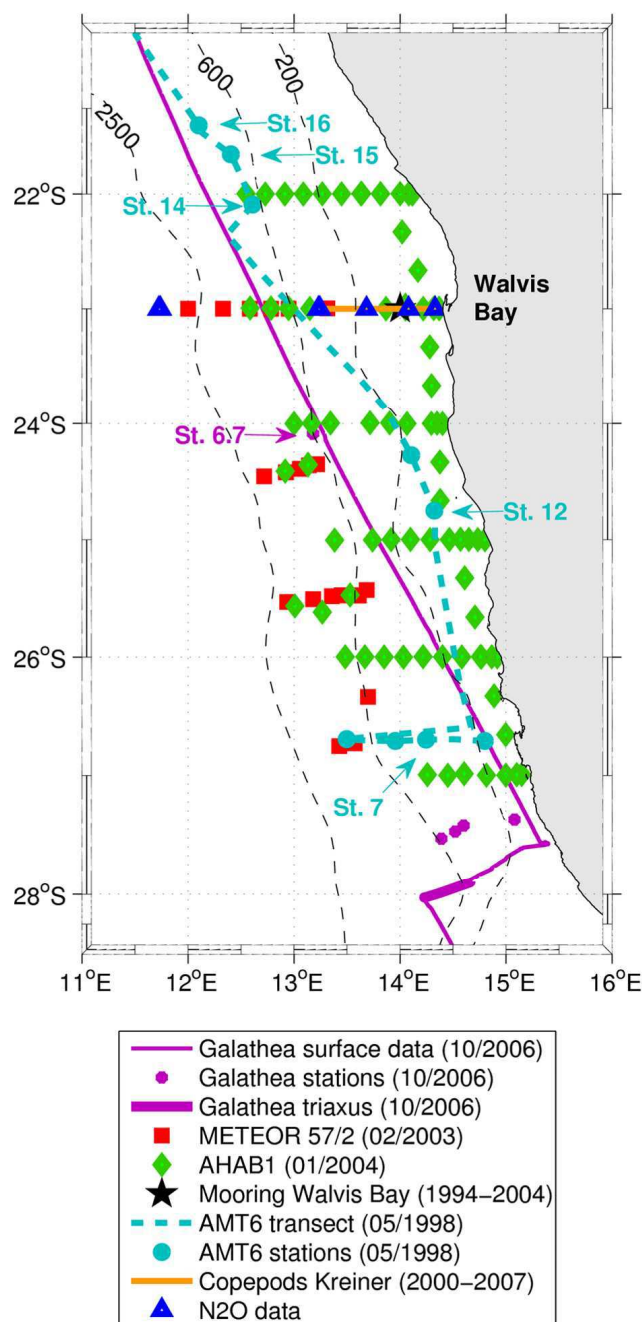 2500
600
200
St. 16
St. 15
22°S
St. 14
Walvis
Bay
24°S
St. 6.7
St. 12
26°S
St. 7
28°S
11°E 12°E 13°E 14°E 15°E 16°E
Galathea surface data (10/2006)
Galathea stations (10/2006)
Galathea triaxus (10/2006)
METEOR 57/2 (02/2003)
AHAB1 (01/2004)
Mooring Walvis Bay (1994−2004)
AMT6 transect (05/1998)
AMT6 stations (05/1998)
Copepods Kreiner (2000−2007)
N2O data